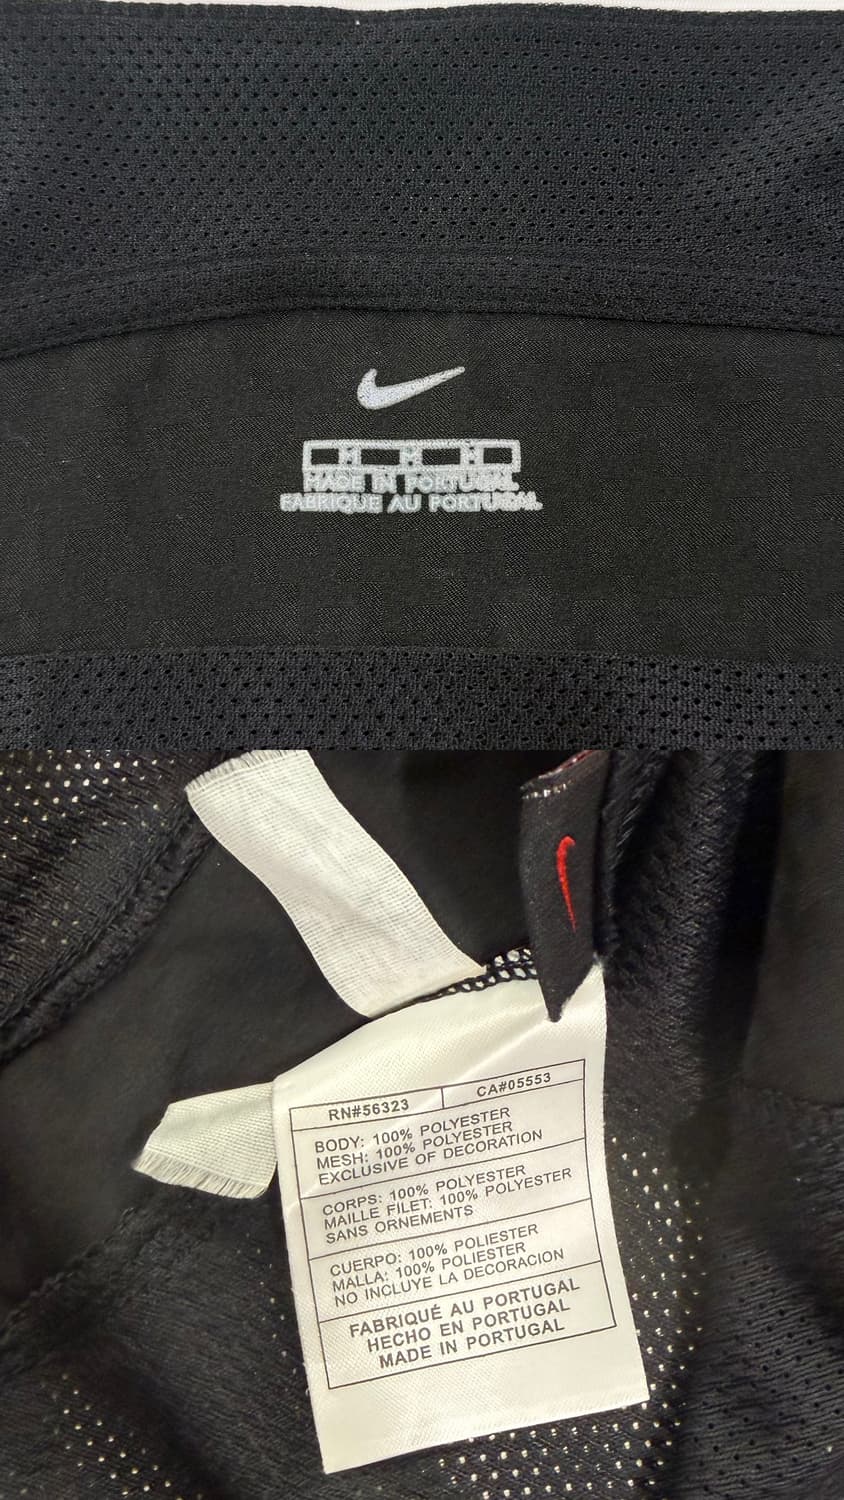 M M M
MADE IN PORTUGAL
FABRIQUE AU PORTUGAL
RN#56323 CA#05553
BODY: 100% POLYESTER
MESH: 100% POLYESTER
EXCLUSIVE OF DECORATION
CORPS: 100% POLYESTER
MAILLE FILET: 100% POLYESTER
SANS ORNEMENTS
CUERPO: 100% POLIESTER
MALLA: 100% POLIESTER
NO INCLUYE LA DECORACION
FABRIQUÉ AU PORTUGAL
HECHO EN PORTUGAL
MADE IN PORTUGAL